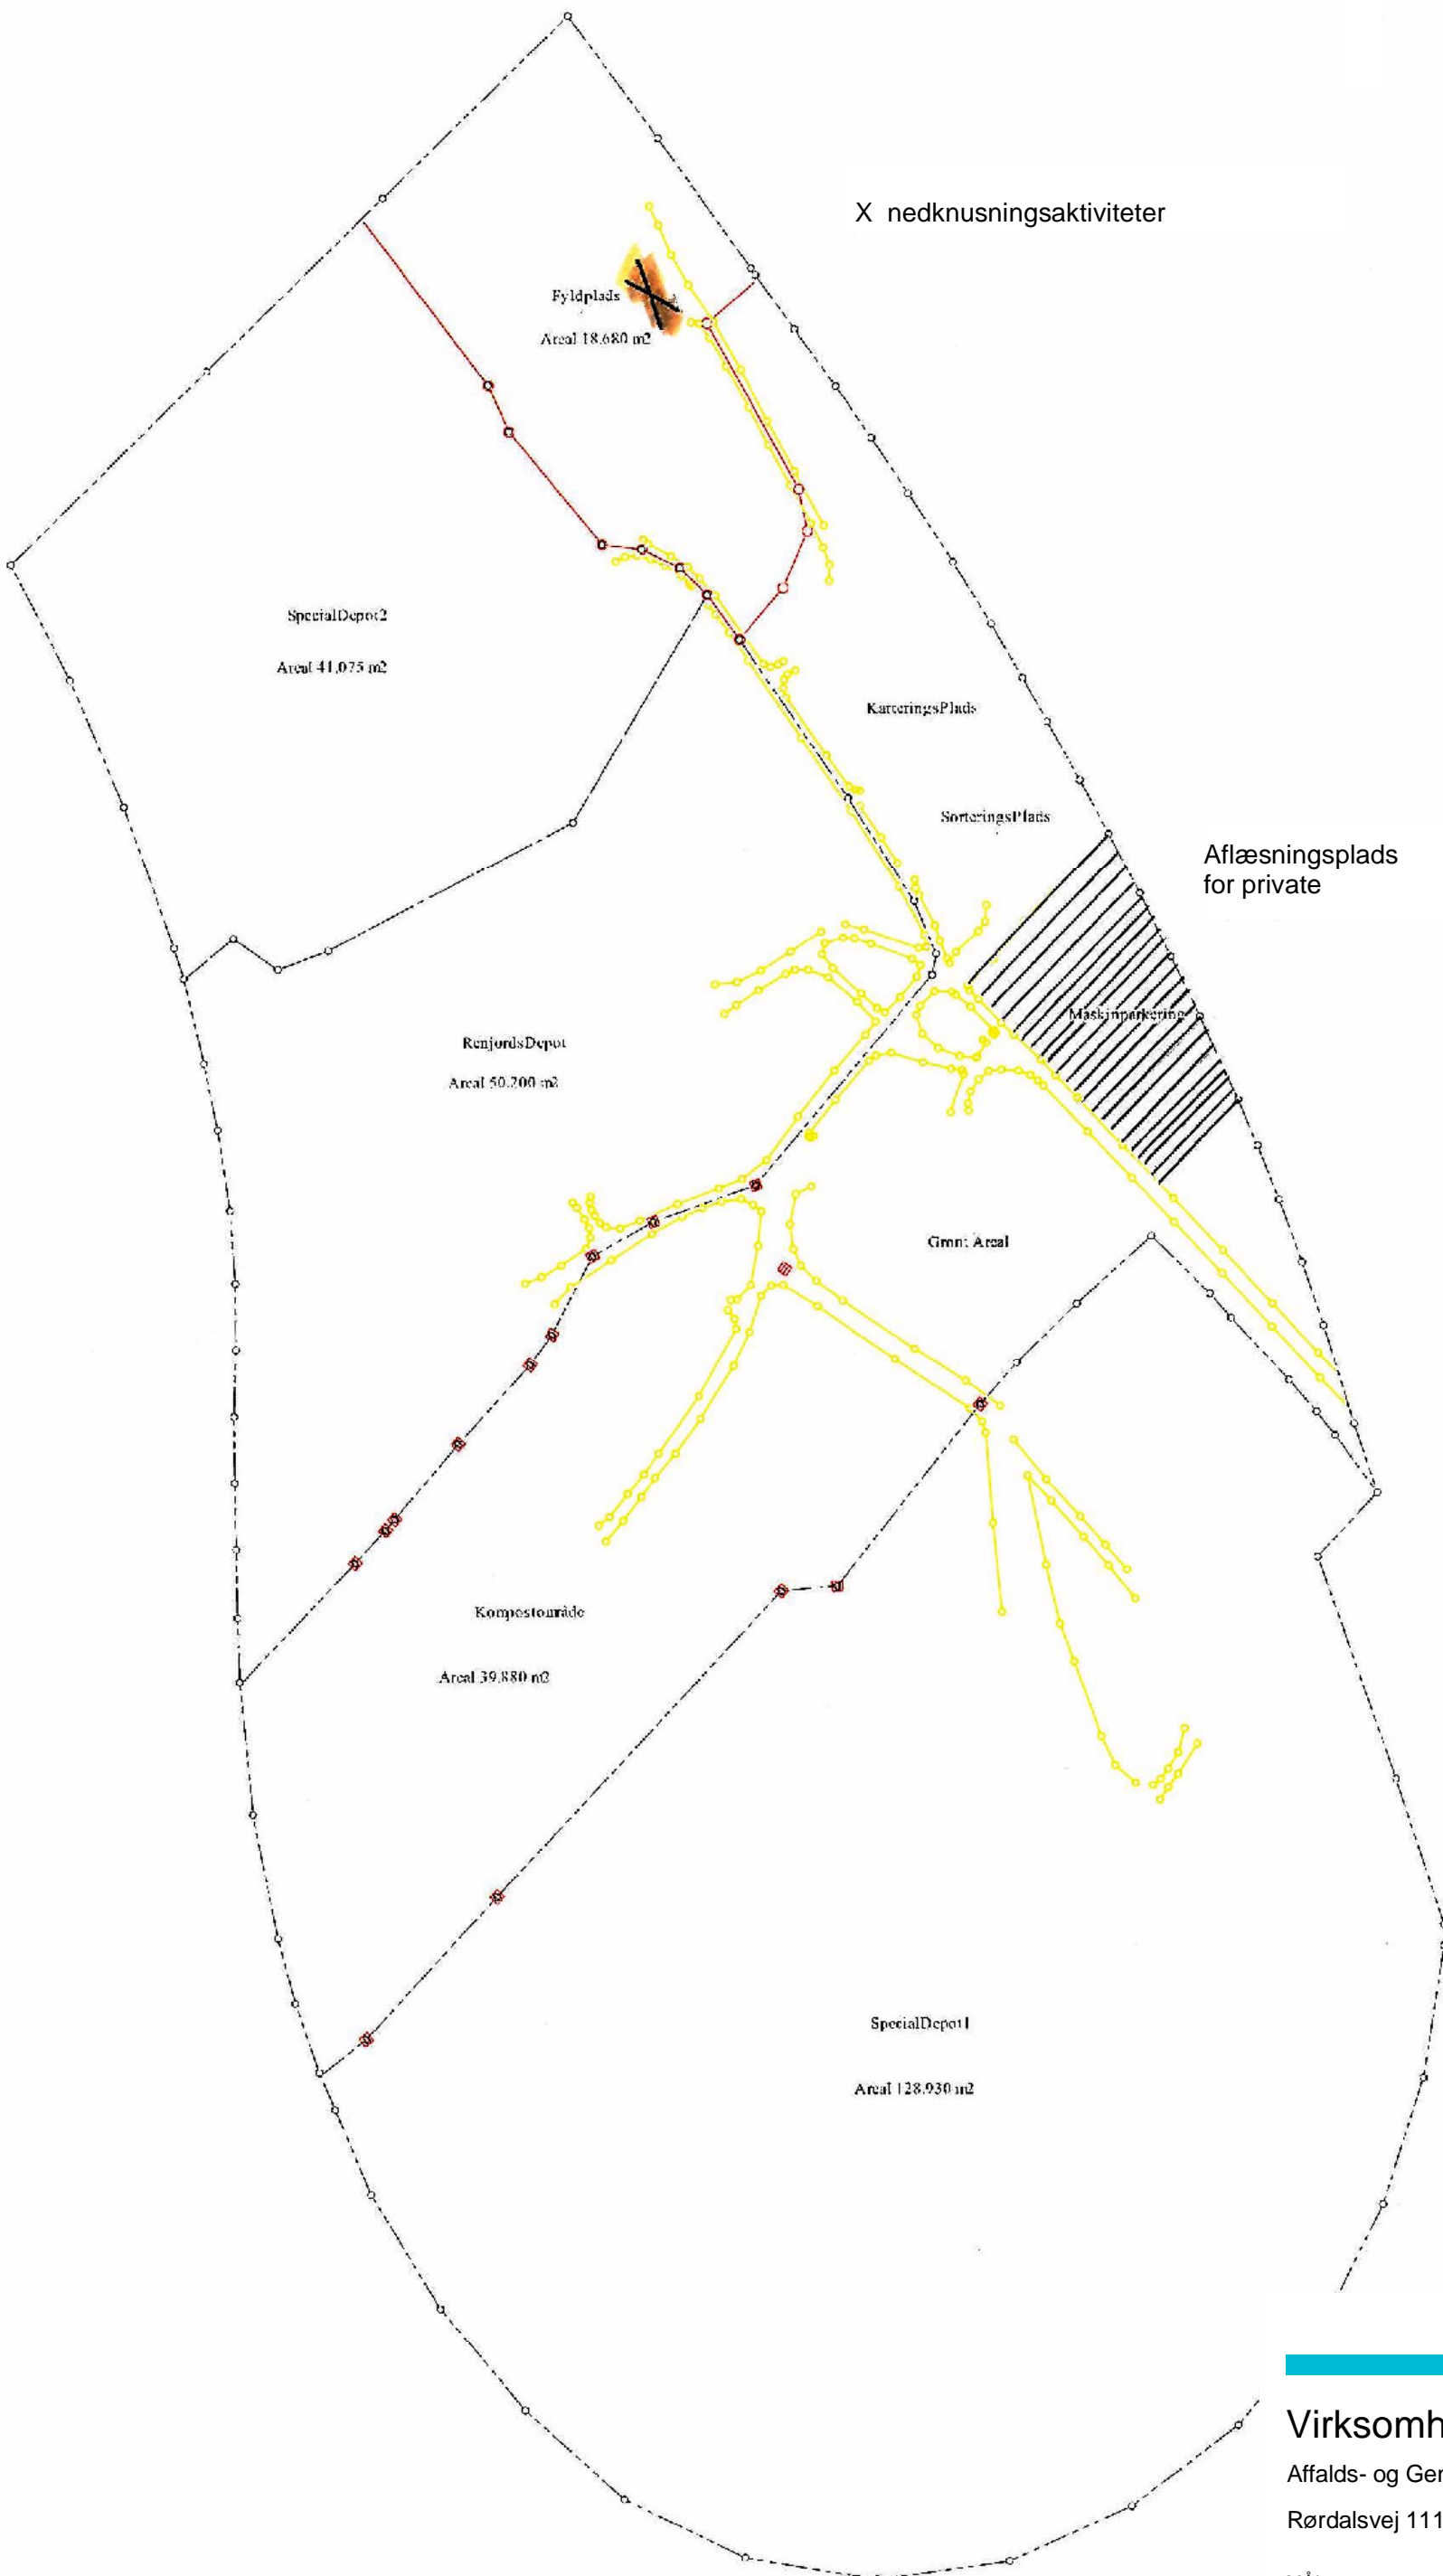 X nedknusningsaktiviteter
Fyldplads
Areal 18.680 m2
SpecialDepot2
Areal 41.075 m2
KarteringsPlads
SorteringsPlads
Aflæsningsplads
for private
Maskinparkering
RenjordsDepot
Areal 50.200 m2
Grønt Areal
Kompostområde
Areal 39.880 m2
SpecialDepot1
Areal 128.930 m2
Virksomh
Affalds- og Ger
Rørdalsvej 111